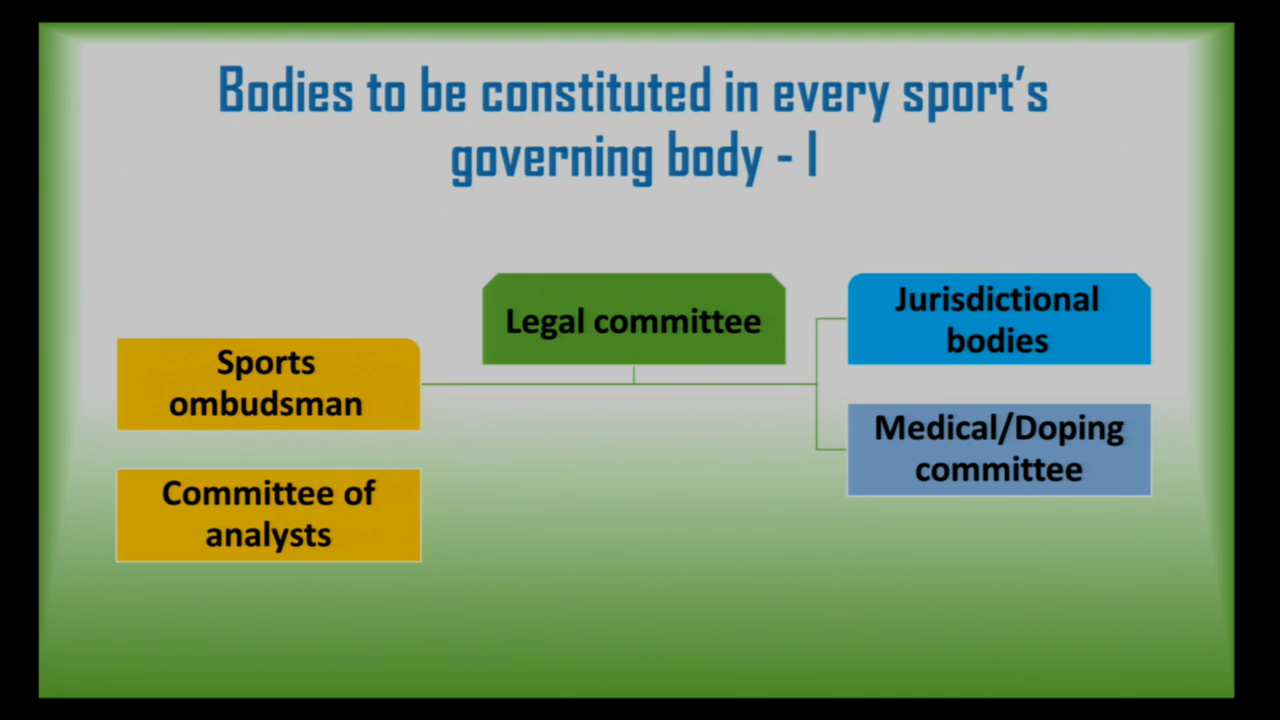 Bodies to be constituted in every sport's
governing body - I
Legal committee
Jurisdictional
bodies
Sports
ombudsman
Medical/Doping
committee
Committee of
analysts